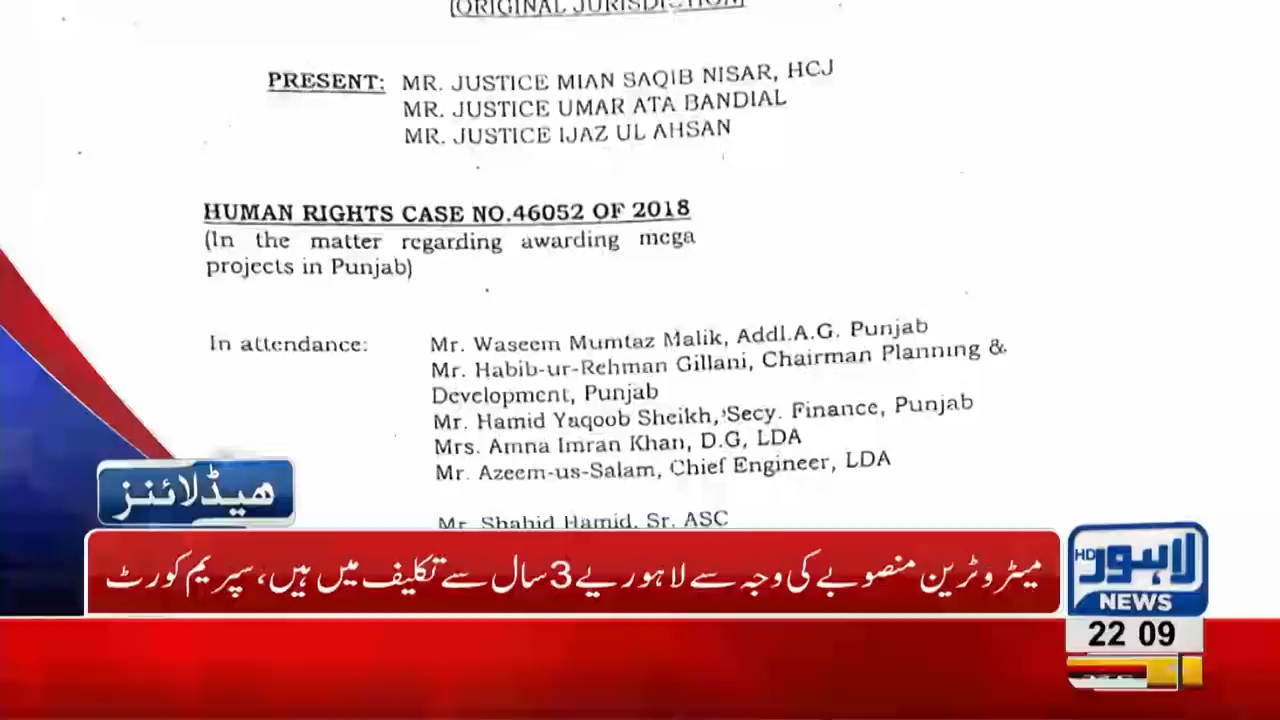 (ORIGINAL JURISDICTION)
PRESENT: MR. JUSTICE MIAN SAQIB NISAR, HCJ
MR. JUSTICE UMAR ATA BANDIAL
MR. JUSTICE IJAZ UL AHSAN
HUMAN RIGHTS CASE NO.46052 OF 2018
(In the matter regarding awarding mega
projects in Punjab)
In attendance: Mr. Waseem Mumtaz Malik, Addl.A.G. Punjab
Mr. Habib-ur-Rehman Gillani, Chairman Planning &
Development, Punjab
Mr. Hamid Yaqoob Sheikh, Secy. Finance, Punjab
Mrs. Amna Imran Khan, D.G, LDA
Mr. Azeem-us-Salam, Chief Engineer, LDA
Mr. Shahid Hamid, Sr. ASC
ھیڈلائنز
میٹرو ٹرین منصوبے کی وجہ سے لاہوریے 3 سال سے تکلیف میں ہیں، سپریم کورٹ
لاہور HD
NEWS
22 09